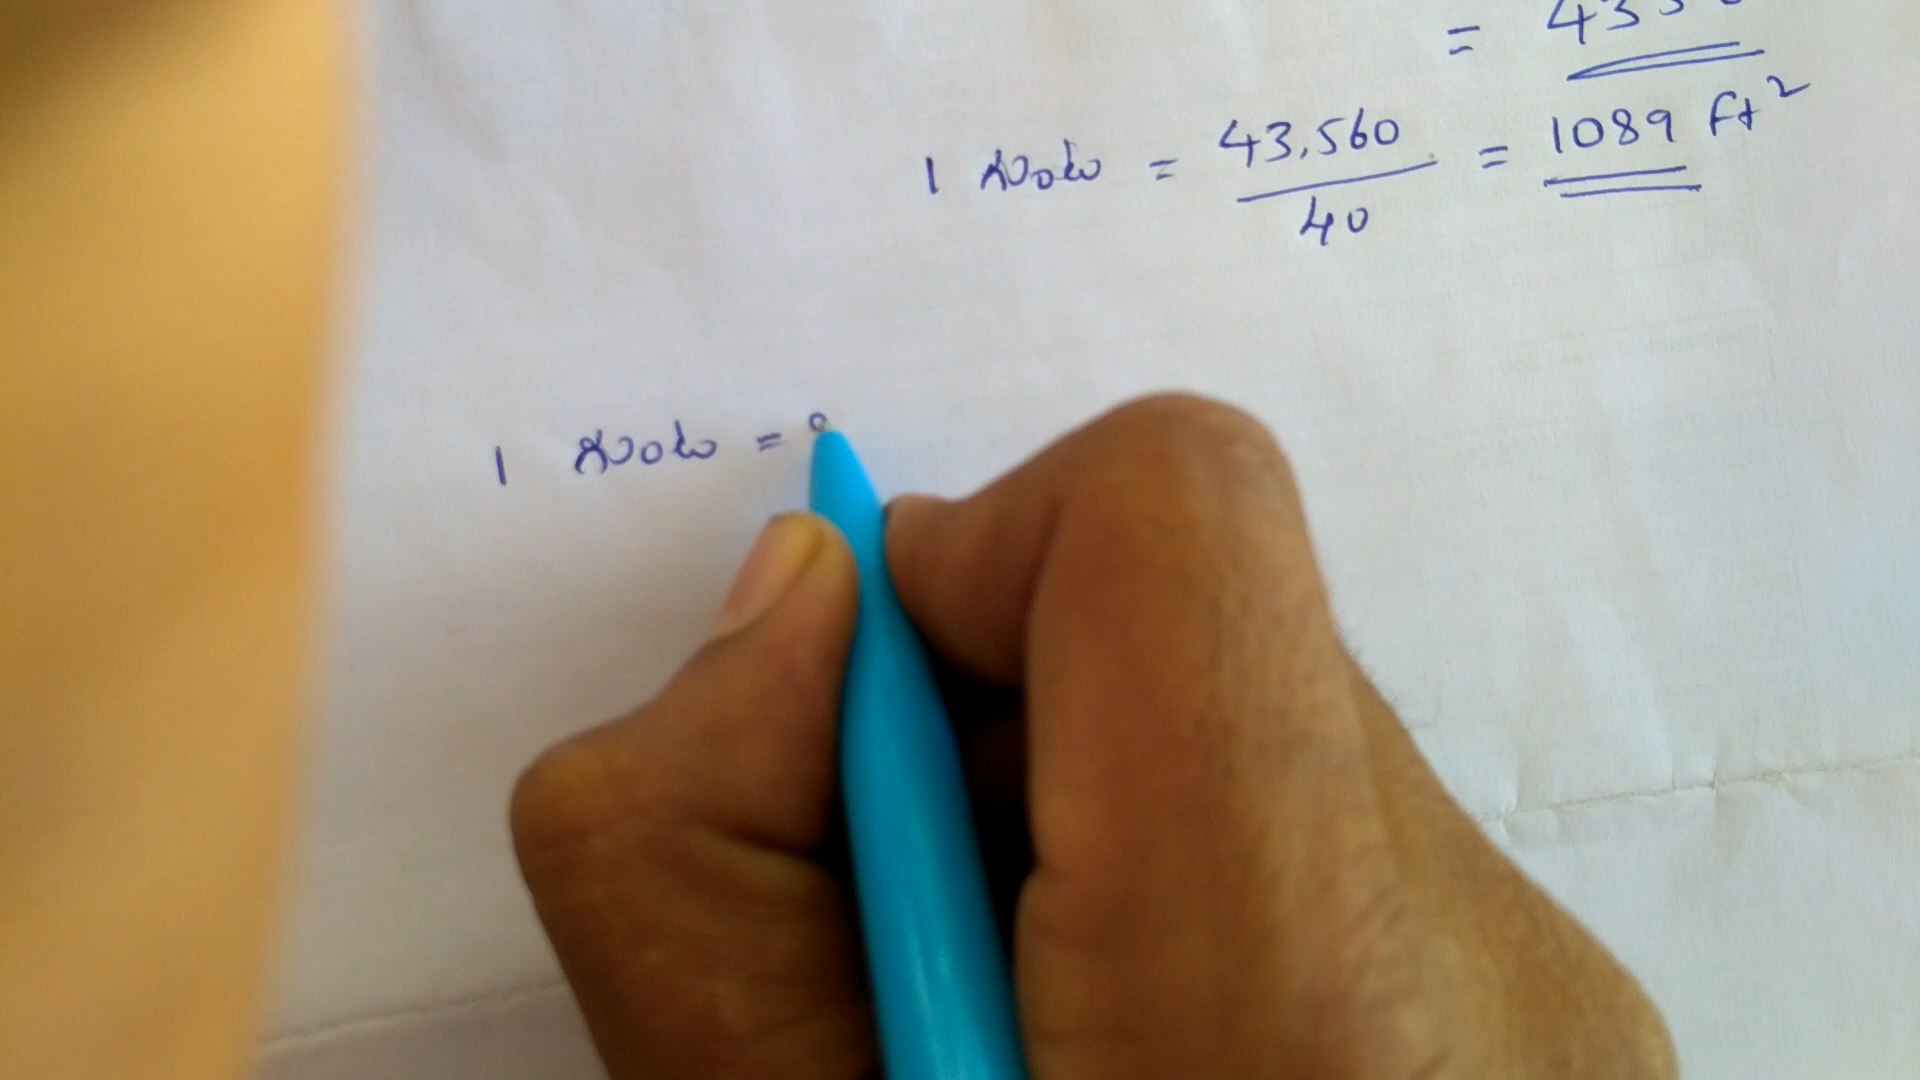 =
1 గుంట = 43,560 / 40 = 1089 ft²
1 గుంట =